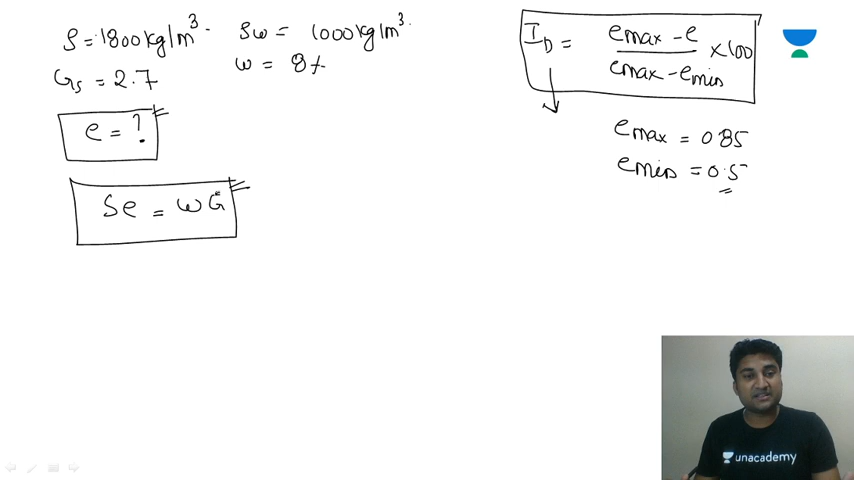 ρ = 1800 kg/m³
ρw = 1000 kg/m³
Gs = 2.7
w = 8%
e = ?
Se = wG
ID = emax - e / emax - emin × 100
emax = 0.85
emin = 0.5
unacademy